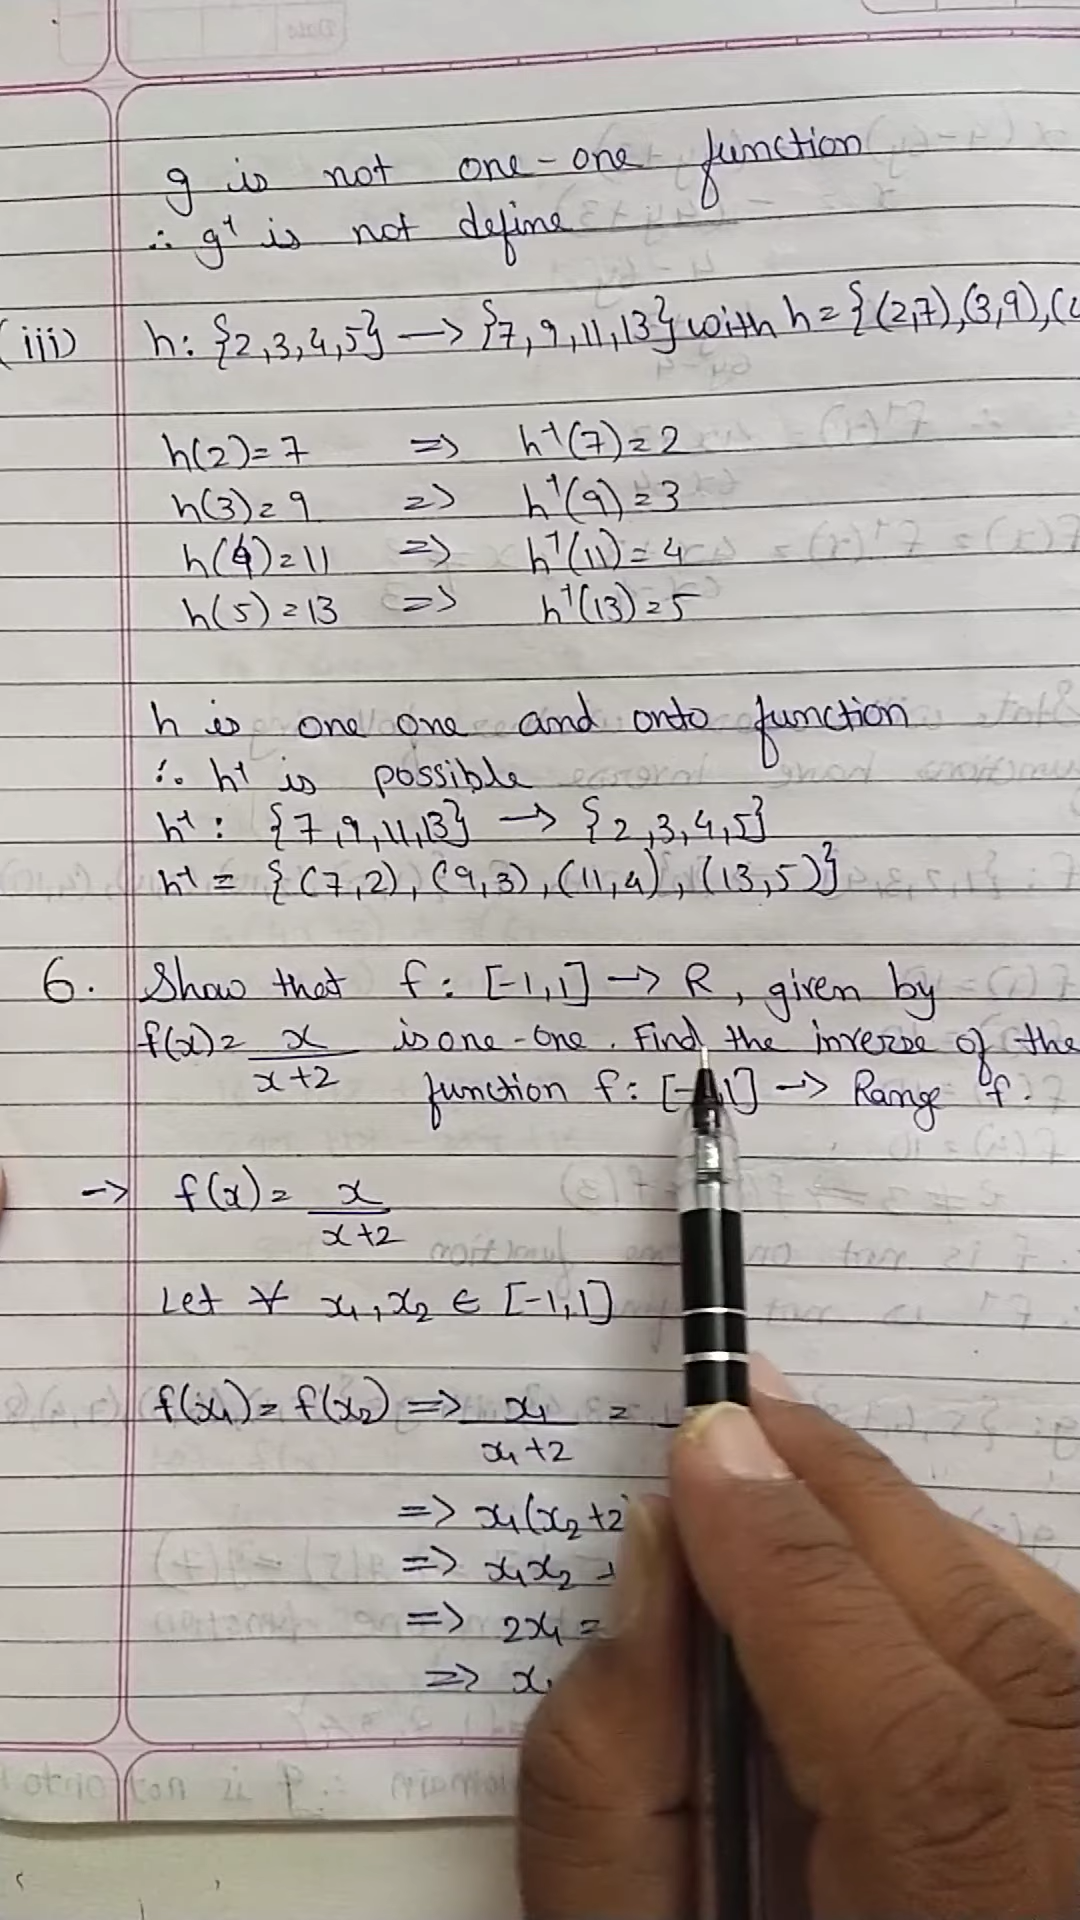 g is not one-one function
∴ g⁻¹ is not define
(iii) h: {2,3,4,5} → {7,9,11,13} with h = {(2,7),(3,9),(4
h(2)=7 => h⁻¹(7)=2
h(3)=9 => h⁻¹(9)=3
h(4)=11 => h⁻¹(11)=4
h(5)=13 => h⁻¹(13)=5
h is one one and onto function
∴ h⁻¹ is possible
h⁻¹ : {7,9,11,13} → {2,3,4,5}
h⁻¹ = {(7,2),(9,3),(11,4),(13,5)}
6. Show that f: [-1,1] → R, given by
f(x) = x/(x+2) is one-one. Find the inverse of the
function f: [-1,1] → Range f.
→ f(x) = x/(x+2)
Let ∀ x₁,x₂ ∈ [-1,1]
f(x₁) = f(x₂) => x₁/(x₁+2) =
=> x₁(x₂+2)
=> x₁x₂ +
=> 2x₁ =
=> x₁